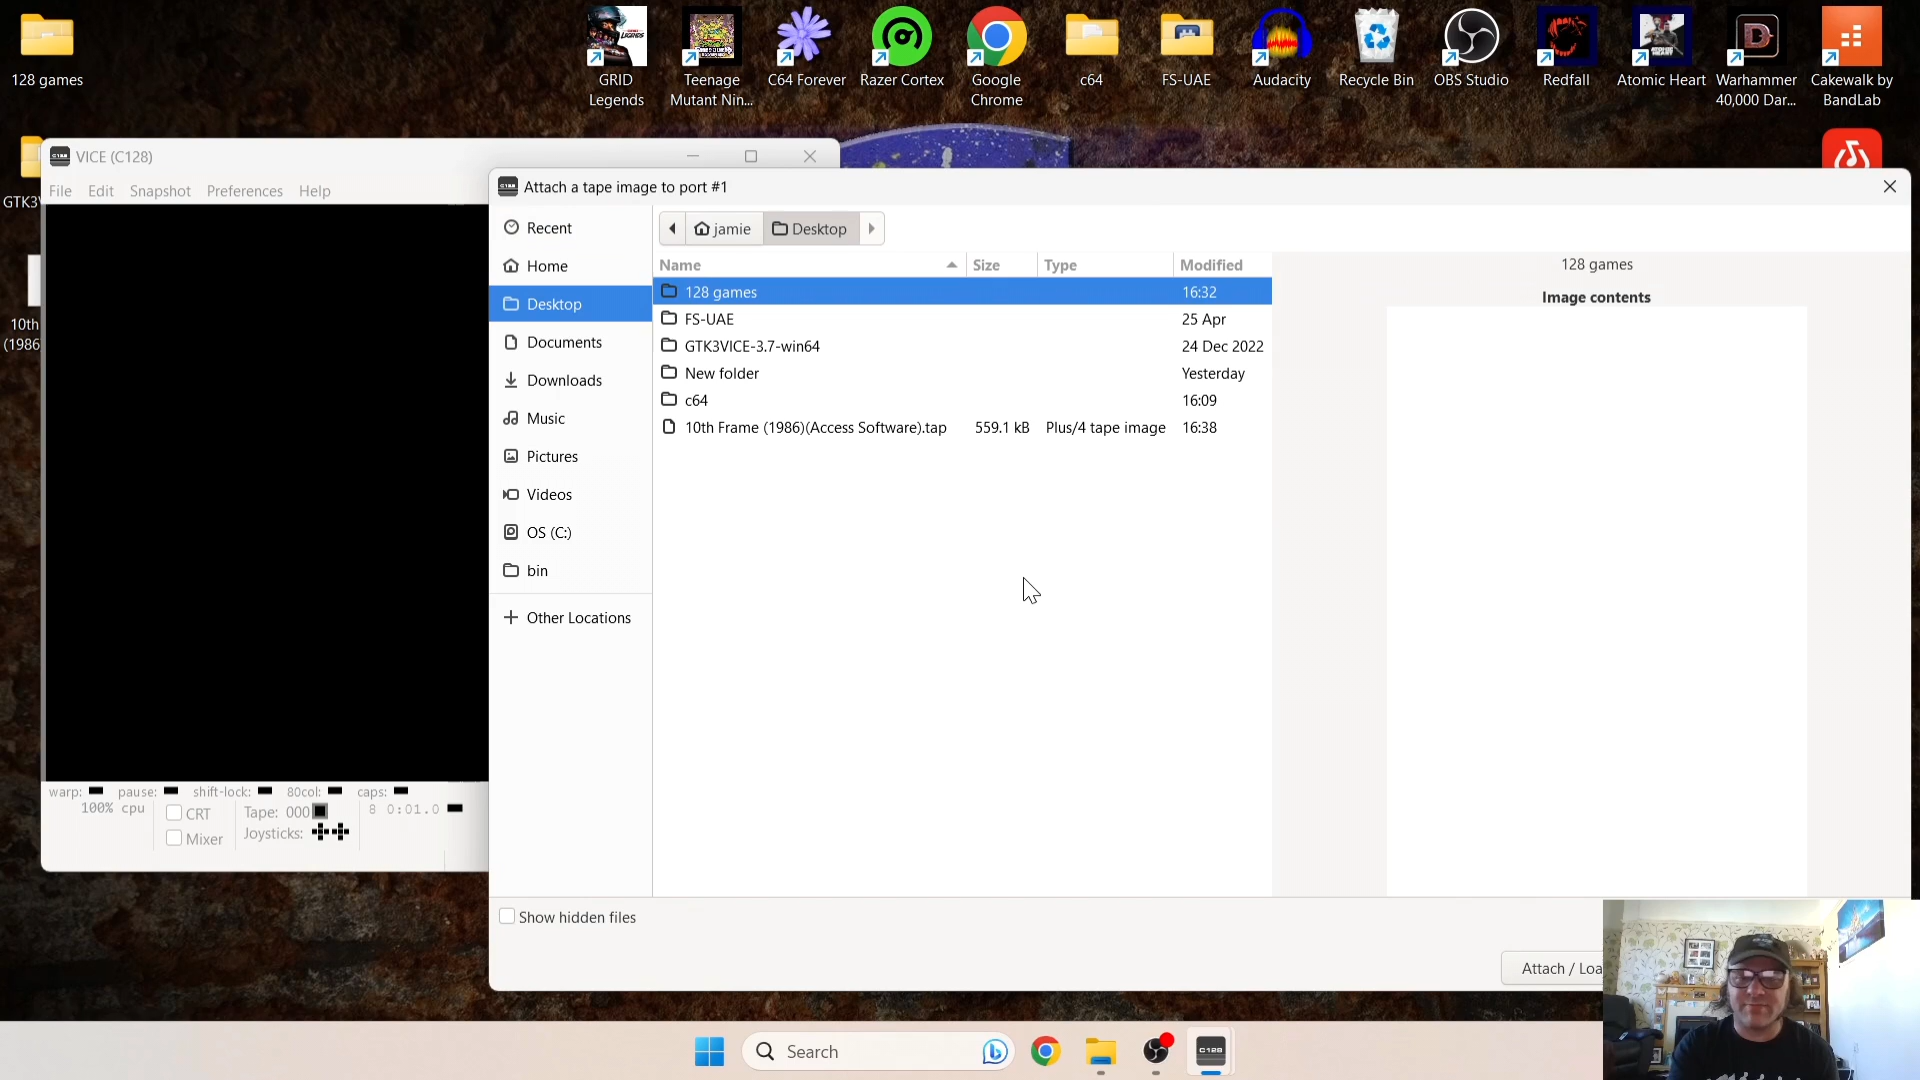 128 games
GRID
Legends
Teenage
Mutant Nin...
C64 Forever
Razer Cortex
Google
Chrome
c64
FS-UAE
Audacity
Recycle Bin
OBS Studio
Redfall
Atomic Heart
Warhammer
40,000 Dar...
Cakewalk by
BandLab
GTK3V
10th
(1986
VICE (C128)
File Edit Snapshot Preferences Help
Attach a tape image to port #1
Recent
Home
Desktop
Documents
Downloads
Music
Pictures
Videos
OS (C:)
bin
Other Locations
jamie Desktop
Name Size Type Modified
128 games 16:32
FS-UAE 25 Apr
GTK3VICE-3.7-win64 24 Dec 2022
New folder Yesterday
c64 16:09
10th Frame (1986)(Access Software).tap 559.1 kB Plus/4 tape image 16:38
128 games
Image contents
warp: pause: shift-lock: 80col: caps:
100% cpu CRT Tape: 000 8 0:01.0
Mixer Joysticks:
Show hidden files
Attach / Loa
Search
C128